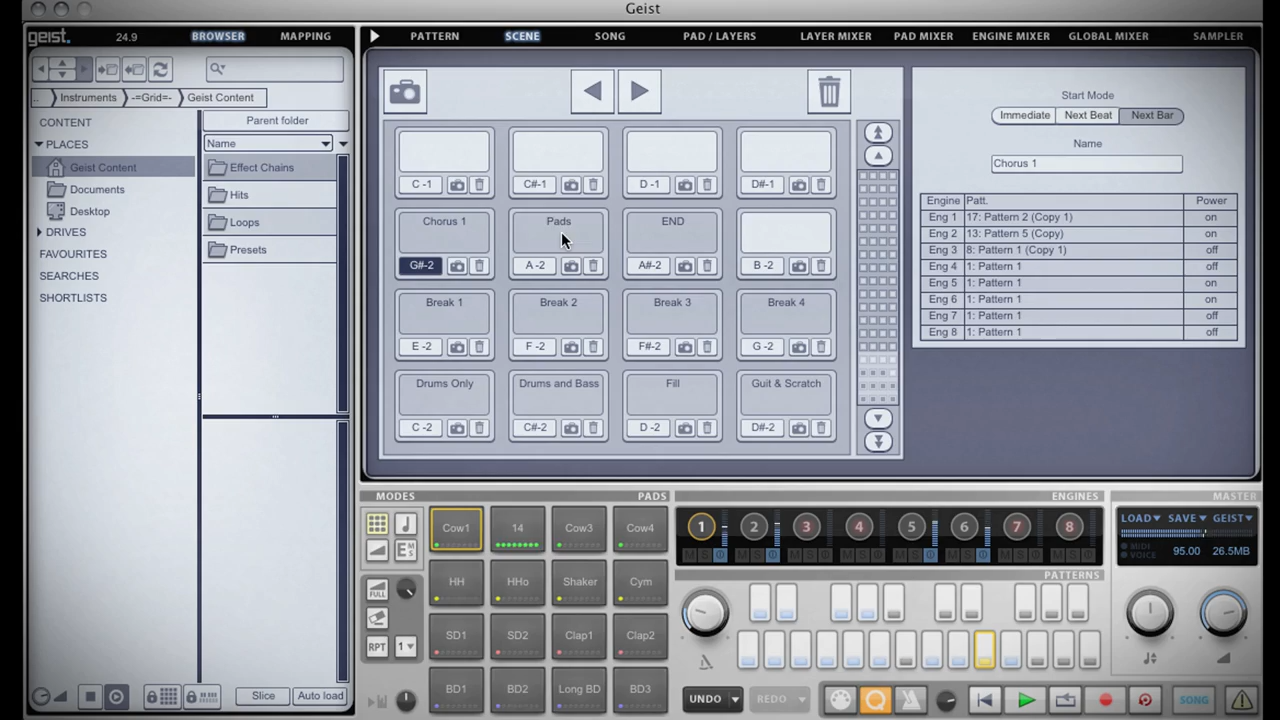 Geist
geist. 24.9 BROWSER MAPPING
PATTERN SCENE SONG PAD / LAYERS LAYER MIXER PAD MIXER ENGINE MIXER GLOBAL MIXER SAMPLER
.. Instruments -=Grid=- Geist Content
CONTENT
PLACES
Geist Content
Documents
Desktop
DRIVES
FAVOURITES
SEARCHES
SHORTLISTS
Parent folder
Name
Effect Chains
Hits
Loops
Presets
Slice Auto load
C -1 C#-1 D -1 D#-1
Chorus 1 Pads END
G#-2 A -2 A#-2 B -2
Break 1 Break 2 Break 3 Break 4
E -2 F -2 F#-2 G -2
Drums Only Drums and Bass Fill Guit & Scratch
C -2 C#-2 D -2 D#-2
Start Mode
Immediate Next Beat Next Bar
Name
Chorus 1
Engine Patt. Power
Eng 1 17: Pattern 2 (Copy 1) on
Eng 2 13: Pattern 5 (Copy) on
Eng 3 8: Pattern 1 (Copy 1) off
Eng 4 1: Pattern 1 off
Eng 5 1: Pattern 1 on
Eng 6 1: Pattern 1 on
Eng 7 1: Pattern 1 off
Eng 8 1: Pattern 1 off
MODES PADS
FULL
RPT 1
Cow1 14 Cow3 Cow4
HH HHo Shaker Cym
SD1 SD2 Clap1 Clap2
BD1 BD2 Long BD BD3
ENGINES
1 2 3 4 5 6 7 8
M S M S M S M S M S M S M S M S
PATTERNS
UNDO REDO
SONG
MASTER
LOAD SAVE GEIST
MIDI
VOICE 95.00 26.5MB